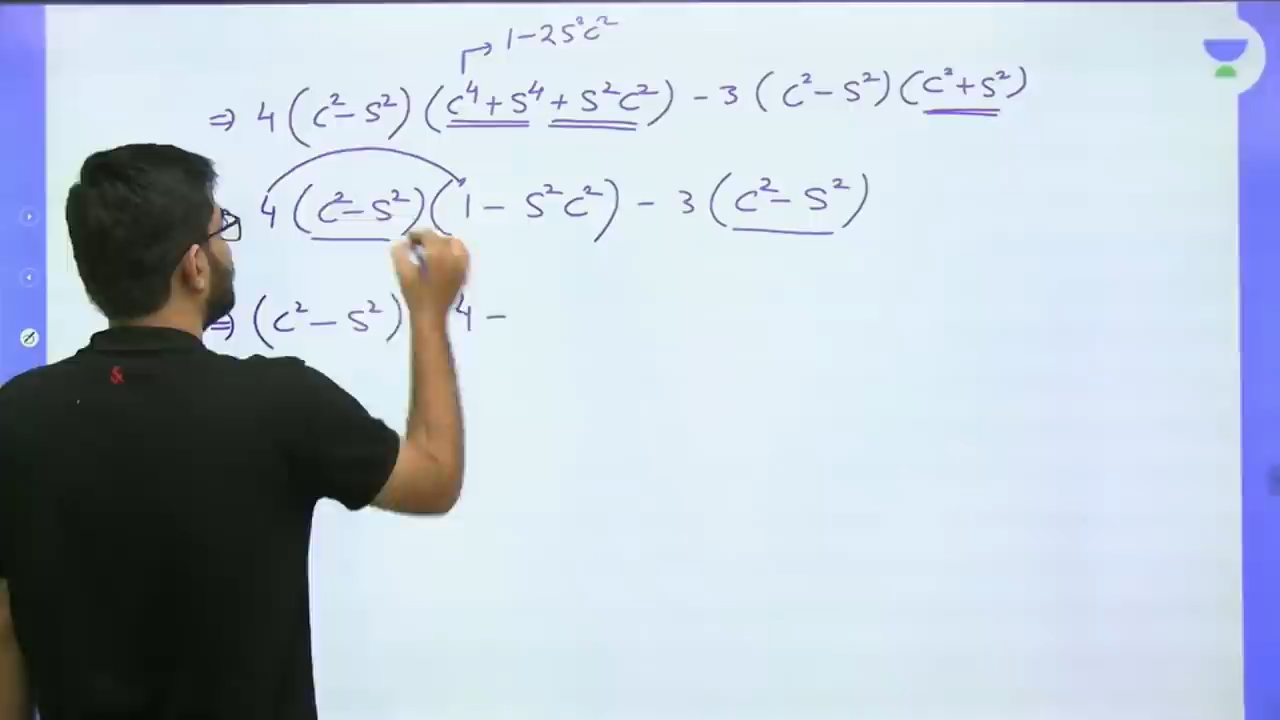 1-2S²C²
⇒ 4(C²-S²)(C⁴+S⁴+S²C²) - 3(C²-S²)(C²+S²)
4(C²-S²)(1-S²C²) - 3(C²-S²)
⇒ (C²-S²) 4-